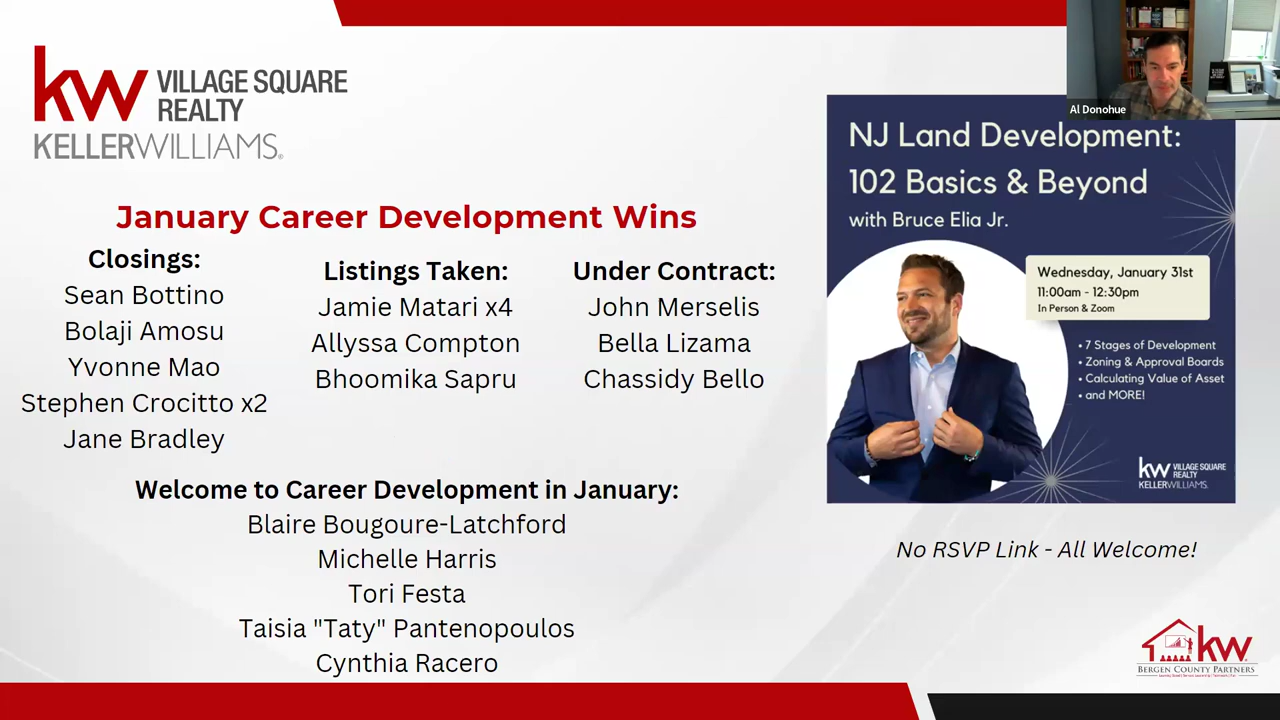 kw VILLAGE SQUARE
REALTY
KELLERWILLIAMS.
January Career Development Wins
Closings:
Sean Bottino
Bolaji Amosu
Yvonne Mao
Stephen Crocitto x2
Jane Bradley
Listings Taken:
Jamie Matari x4
Allyssa Compton
Bhoomika Sapru
Under Contract:
John Merselis
Bella Lizama
Chassidy Bello
Welcome to Career Development in January:
Blaire Bougoure-Latchford
Michelle Harris
Tori Festa
Taisia "Taty" Pantenopoulos
Cynthia Racero
Al Donohue
NJ Land Development:
102 Basics & Beyond
with Bruce Elia Jr.
Wednesday, January 31st
11:00am - 12:30pm
In Person & Zoom
• 7 Stages of Development
• Zoning & Approval Boards
• Calculating Value of Asset
• and MORE!
kw VILLAGE SQUARE
REALTY
KELLERWILLIAMS.
No RSVP Link - All Welcome!
kw
BERGEN COUNTY PARTNERS